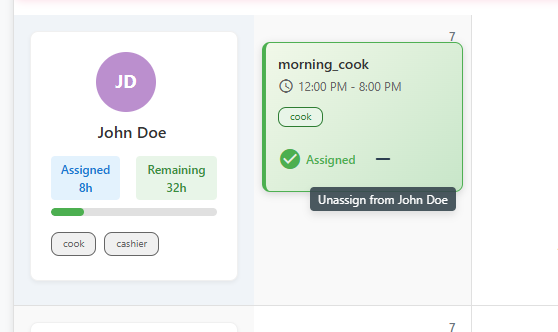 JD
John Doe
Assigned
8h
Remaining
32h
cook
cashier
7
morning_cook
12:00 PM - 8:00 PM
cook
Assigned
Unassign from John Doe
7